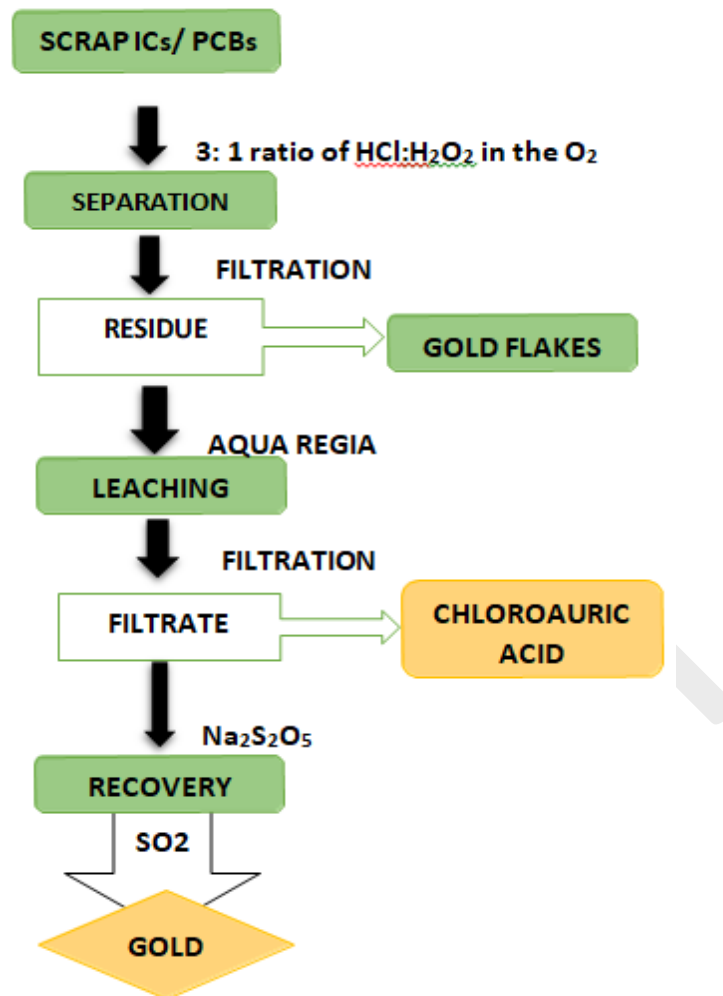 SCRAP ICs/ PCBs
3: 1 ratio of HCl:H₂O₂ in the O₂
SEPARATION
FILTRATION
RESIDUE
GOLD FLAKES
AQUA REGIA
LEACHING
FILTRATION
FILTRATE
CHLOROAURIC
ACID
Na₂S₂O₅
RECOVERY
SO2
GOLD